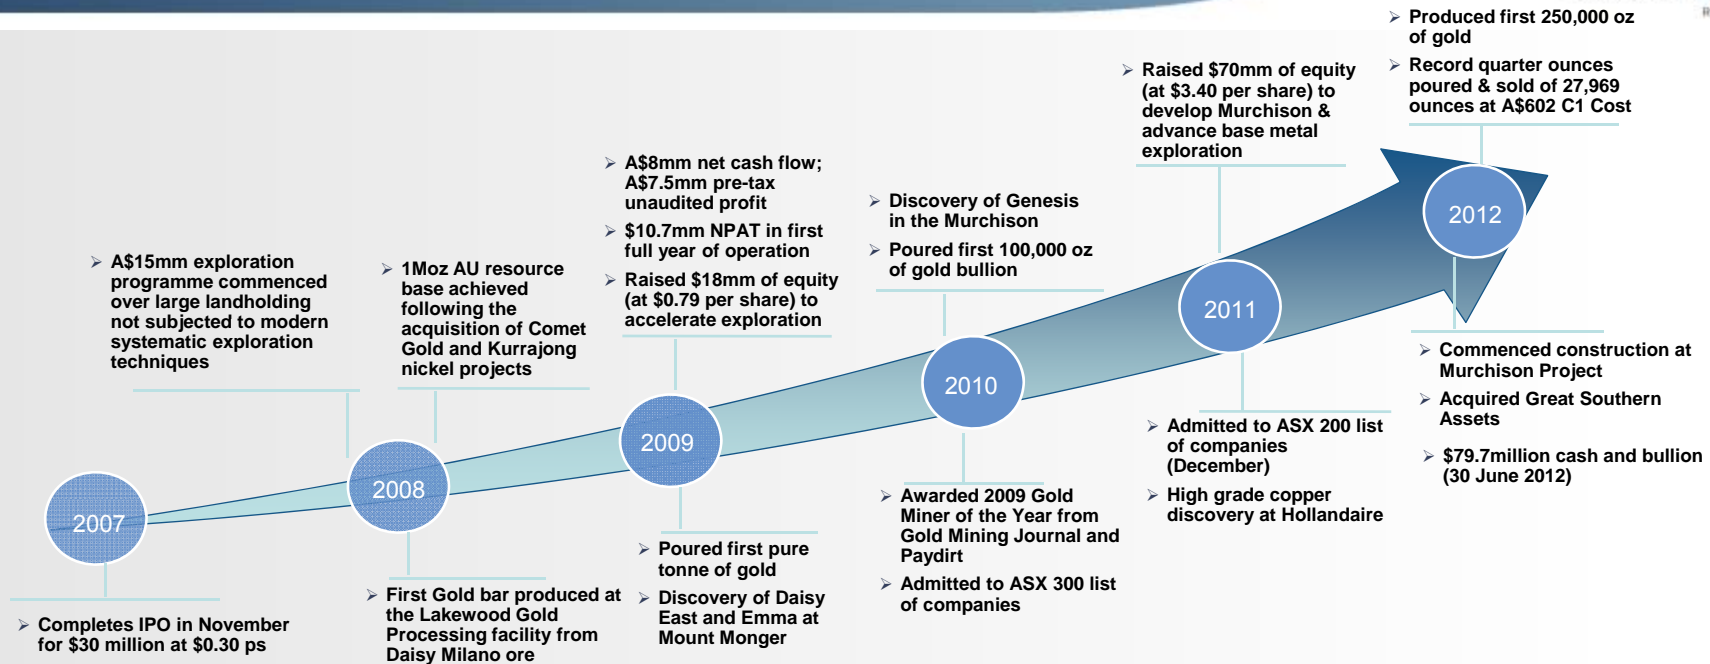 ➢ A$15mm exploration
programme commenced
over large landholding
not subjected to modern
systematic exploration
techniques
2007
➢ Completes IPO in November
for $30 million at $0.30 ps
➢ 1Moz AU resource
base achieved
following the
acquisition of Comet
Gold and Kurrajong
nickel projects
2008
➢ First Gold bar produced at
the Lakewood Gold
Processing facility from
Daisy Milano ore
➢ A$8mm net cash flow;
A$7.5mm pre-tax
unaudited profit
➢ $10.7mm NPAT in first
full year of operation
➢ Raised $18mm of equity
(at $0.79 per share) to
accelerate exploration
2009
➢ Poured first pure
tonne of gold
➢ Discovery of Daisy
East and Emma at
Mount Monger
➢ Discovery of Genesis
in the Murchison
➢ Poured first 100,000 oz
of gold bullion
2010
➢ Awarded 2009 Gold
Miner of the Year from
Gold Mining Journal and
Paydirt
➢ Admitted to ASX 300 list
of companies
➢ Raised $70mm of equity
(at $3.40 per share) to
develop Murchison &
advance base metal
exploration
2011
➢ Admitted to ASX 200 list
of companies
(December)
➢ High grade copper
discovery at Hollandaire
➢ Produced first 250,000 oz
of gold
➢ Record quarter ounces
poured & sold of 27,969
ounces at A$602 C1 Cost
2012
➢ Commenced construction at
Murchison Project
➢ Acquired Great Southern
Assets
➢ $79.7million cash and bullion
(30 June 2012)